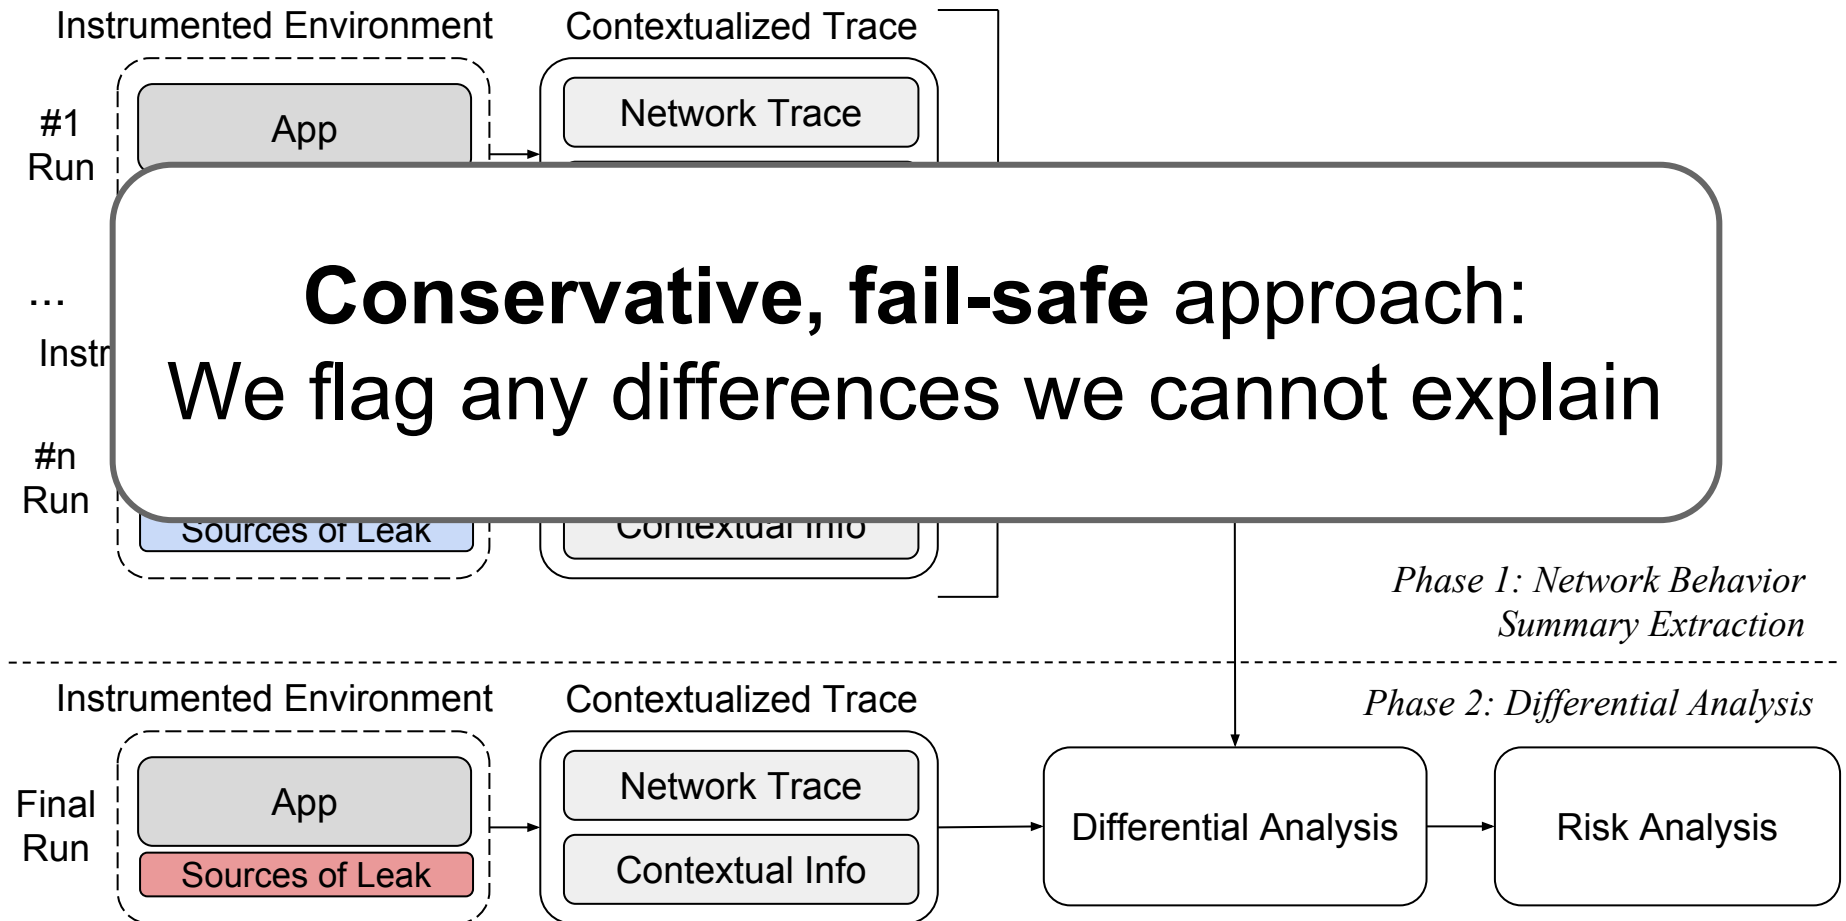 Instrumented Environment
Contextualized Trace
#1
Run
App
Network Trace
Conservative, fail-safe approach:
We flag any differences we cannot explain
...
Instr
#n
Run
Sources of Leak
Contextual Info
Phase 1: Network Behavior
Summary Extraction
Instrumented Environment
Contextualized Trace
Phase 2: Differential Analysis
Final
Run
App
Sources of Leak
Network Trace
Contextual Info
Differential Analysis
Risk Analysis